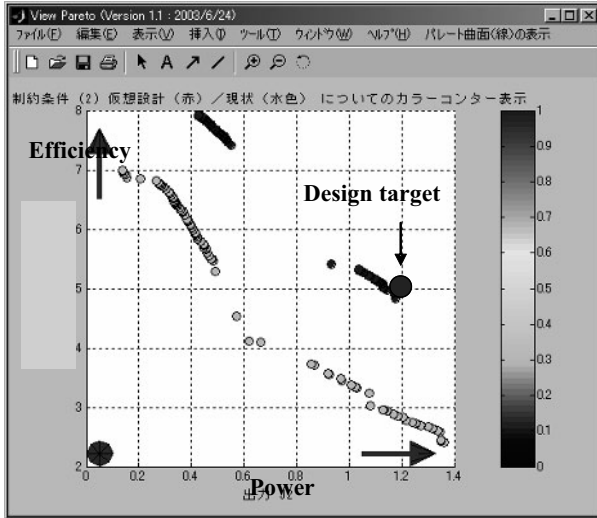 View Pareto (Version 1.1 : 2003/6/24)
ファイル(F) 編集(E) 表示(V) 挿入(I) ツール(T) ウィンドウ(W) ヘルプ(H) パレート曲面(線)の表示
制約条件 (2) 仮想設計 (赤) ／現状 (水色) についてのカラーコンター表示
Efficiency
Design target
8
7
6
5
4
3
2
0 0.2 0.4 0.6 0.8 1 1.2 1.4
Power
出力
1
0.9
0.8
0.7
0.6
0.5
0.4
0.3
0.2
0.1
0